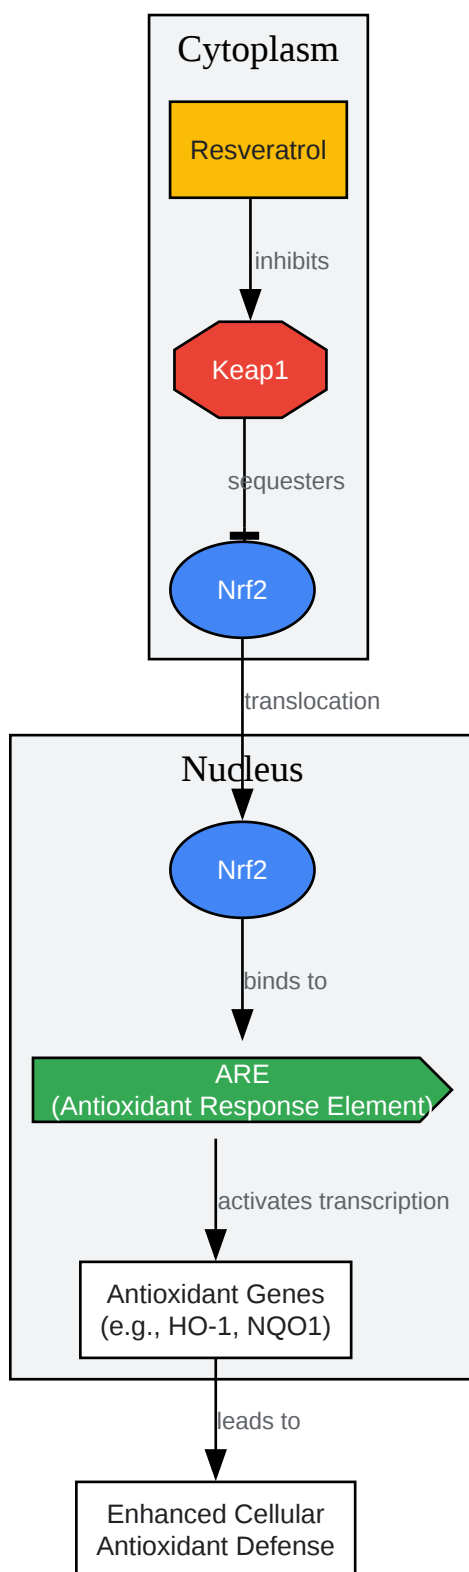 Cytoplasm
Resveratrol
inhibits
Keap1
sequesters
Nrf2
translocation
Nucleus
Nrf2
binds to
ARE
(Antioxidant Response Element)
activates transcription
Antioxidant Genes
(e.g., HO-1, NQO1)
leads to
Enhanced Cellular
Antioxidant Defense